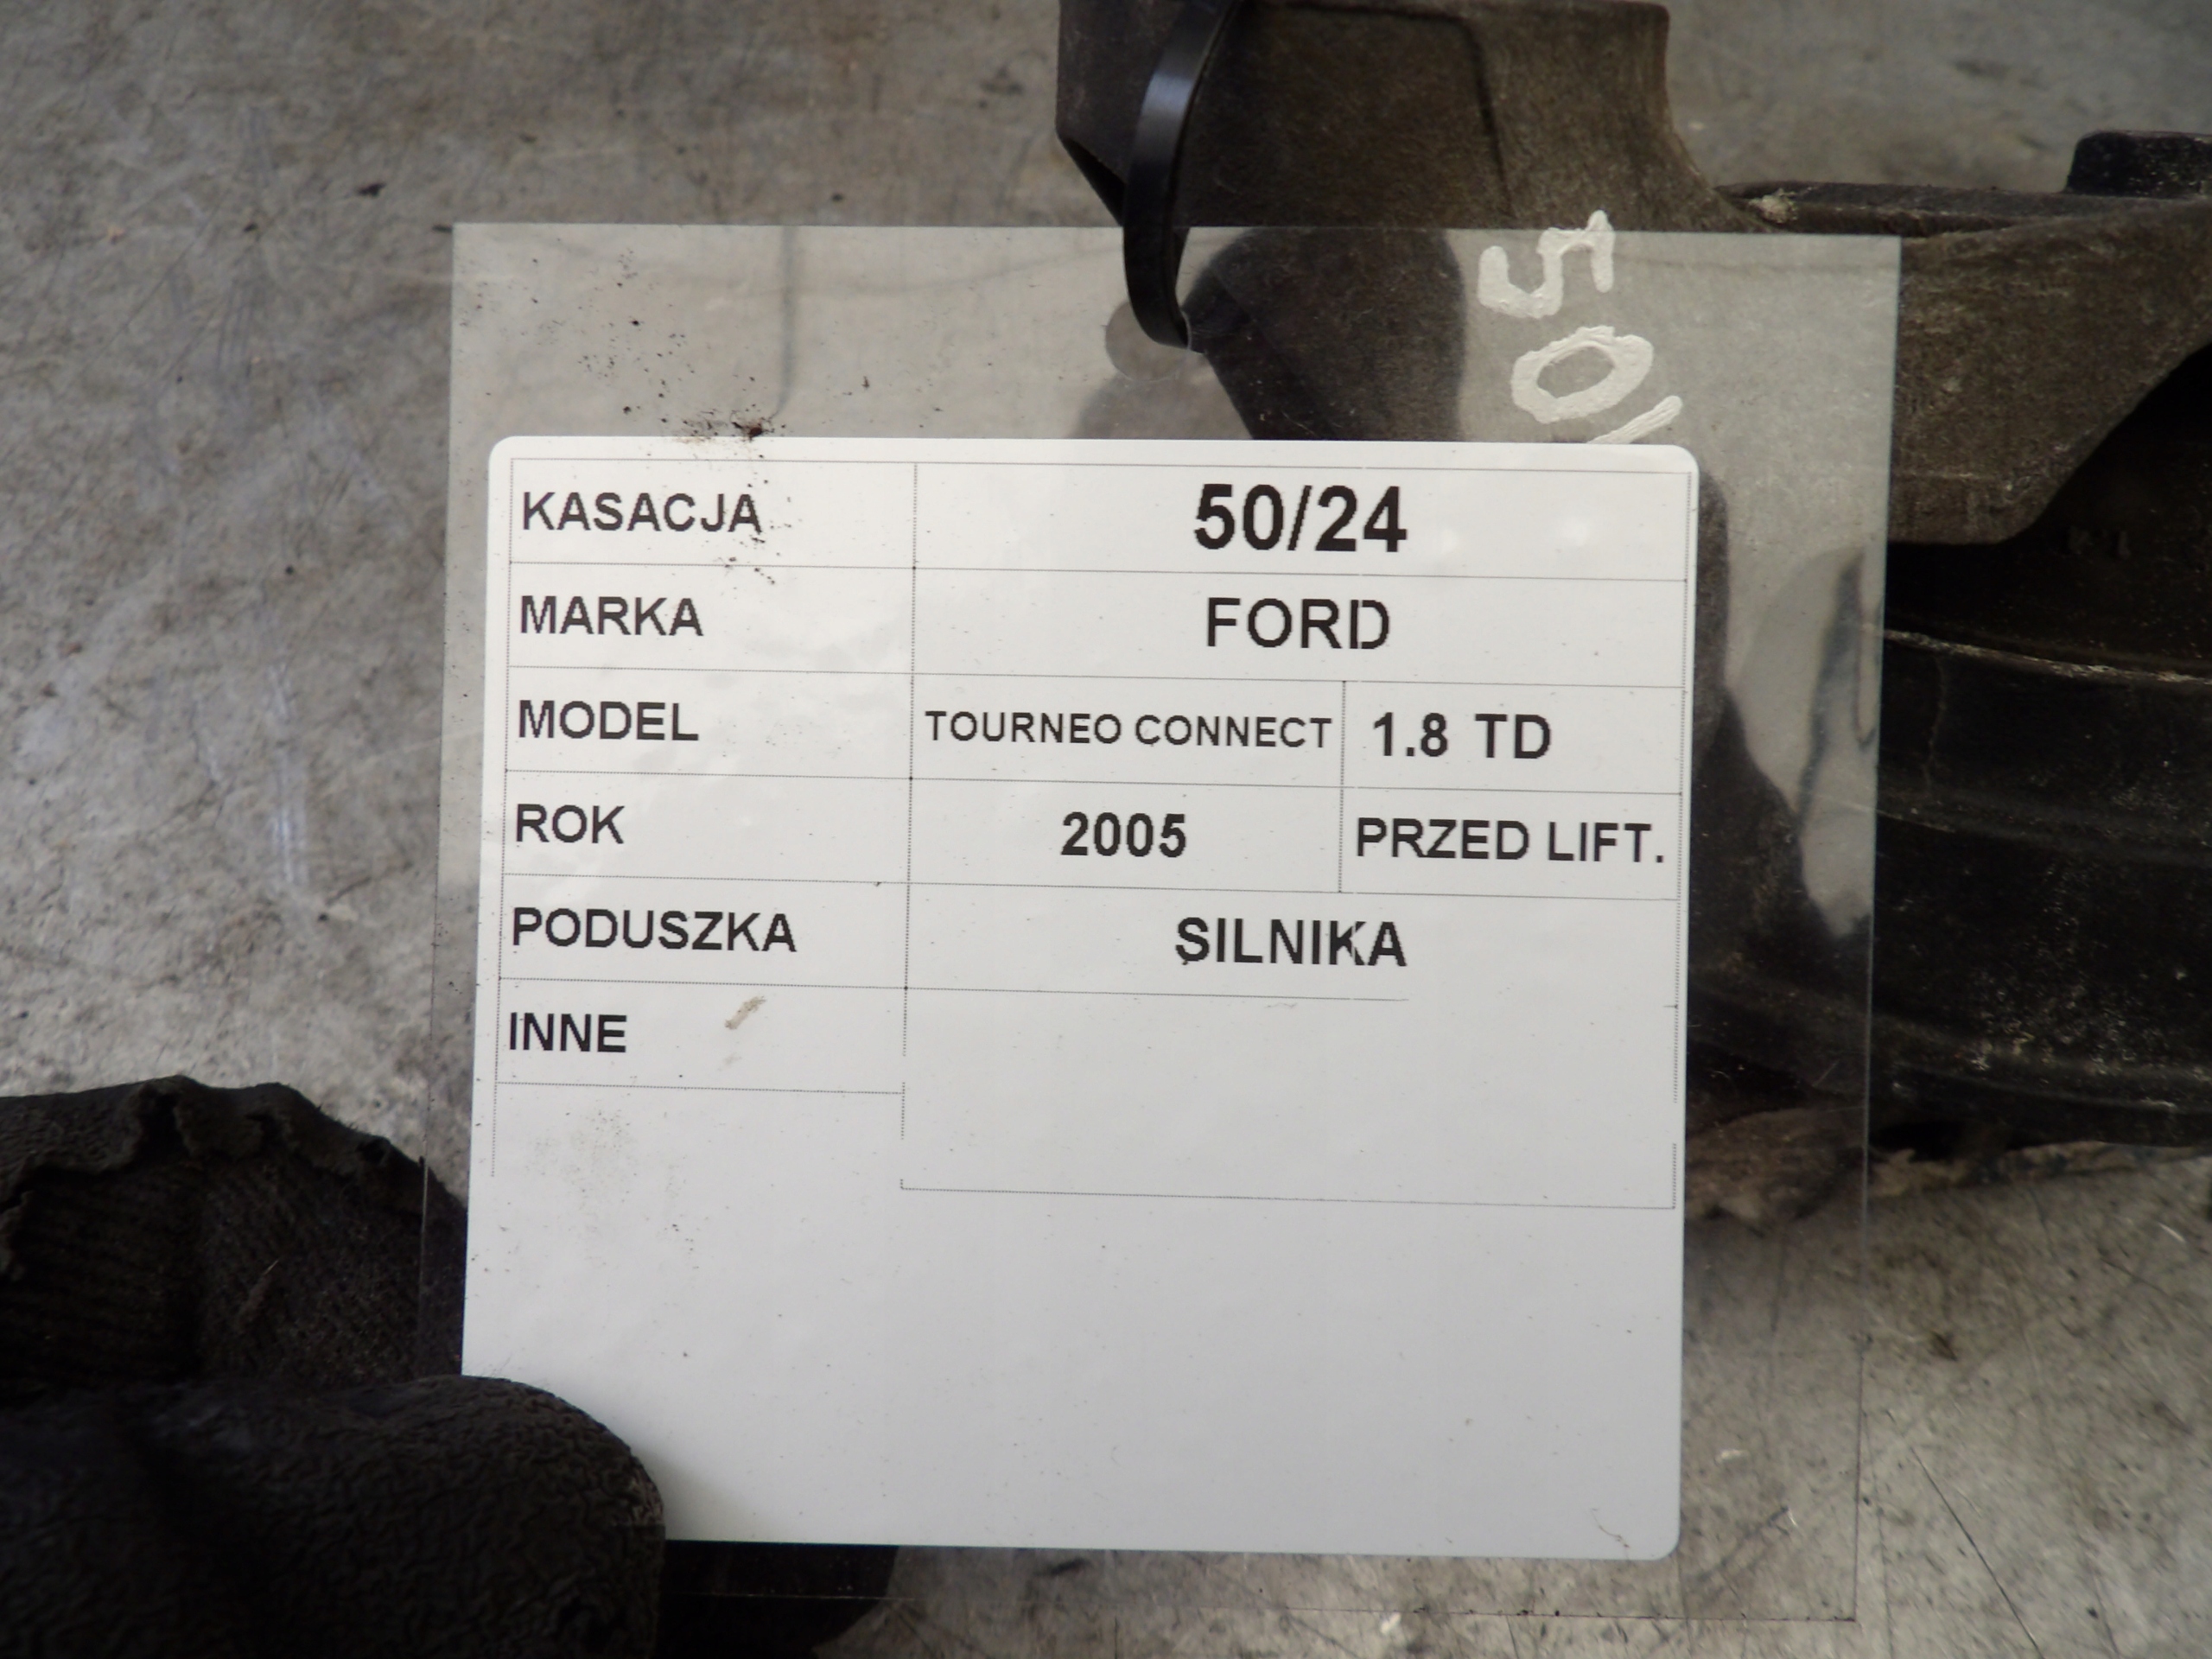 50/
KASACJA 50/24
MARKA FORD
MODEL TOURNEO CONNECT 1.8 TD
ROK 2005 PRZED LIFT.
PODUSZKA SILNIKA
INNE